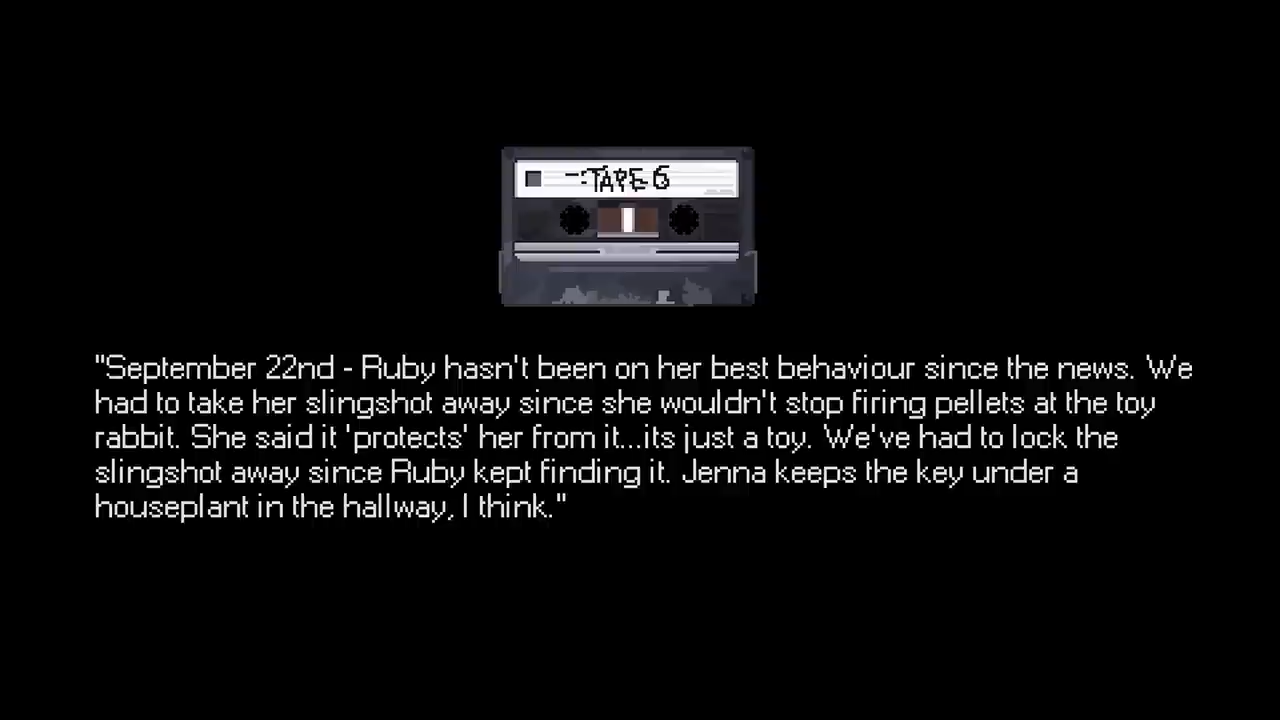 TAPE 6
"September 22nd - Ruby hasn't been on her best behaviour since the news. We
had to take her slingshot away since she wouldn't stop firing pellets at the toy
rabbit. She said it 'protects' her from it...its just a toy. We've had to lock the
slingshot away since Ruby kept finding it. Jenna keeps the key under a
houseplant in the hallway, I think."